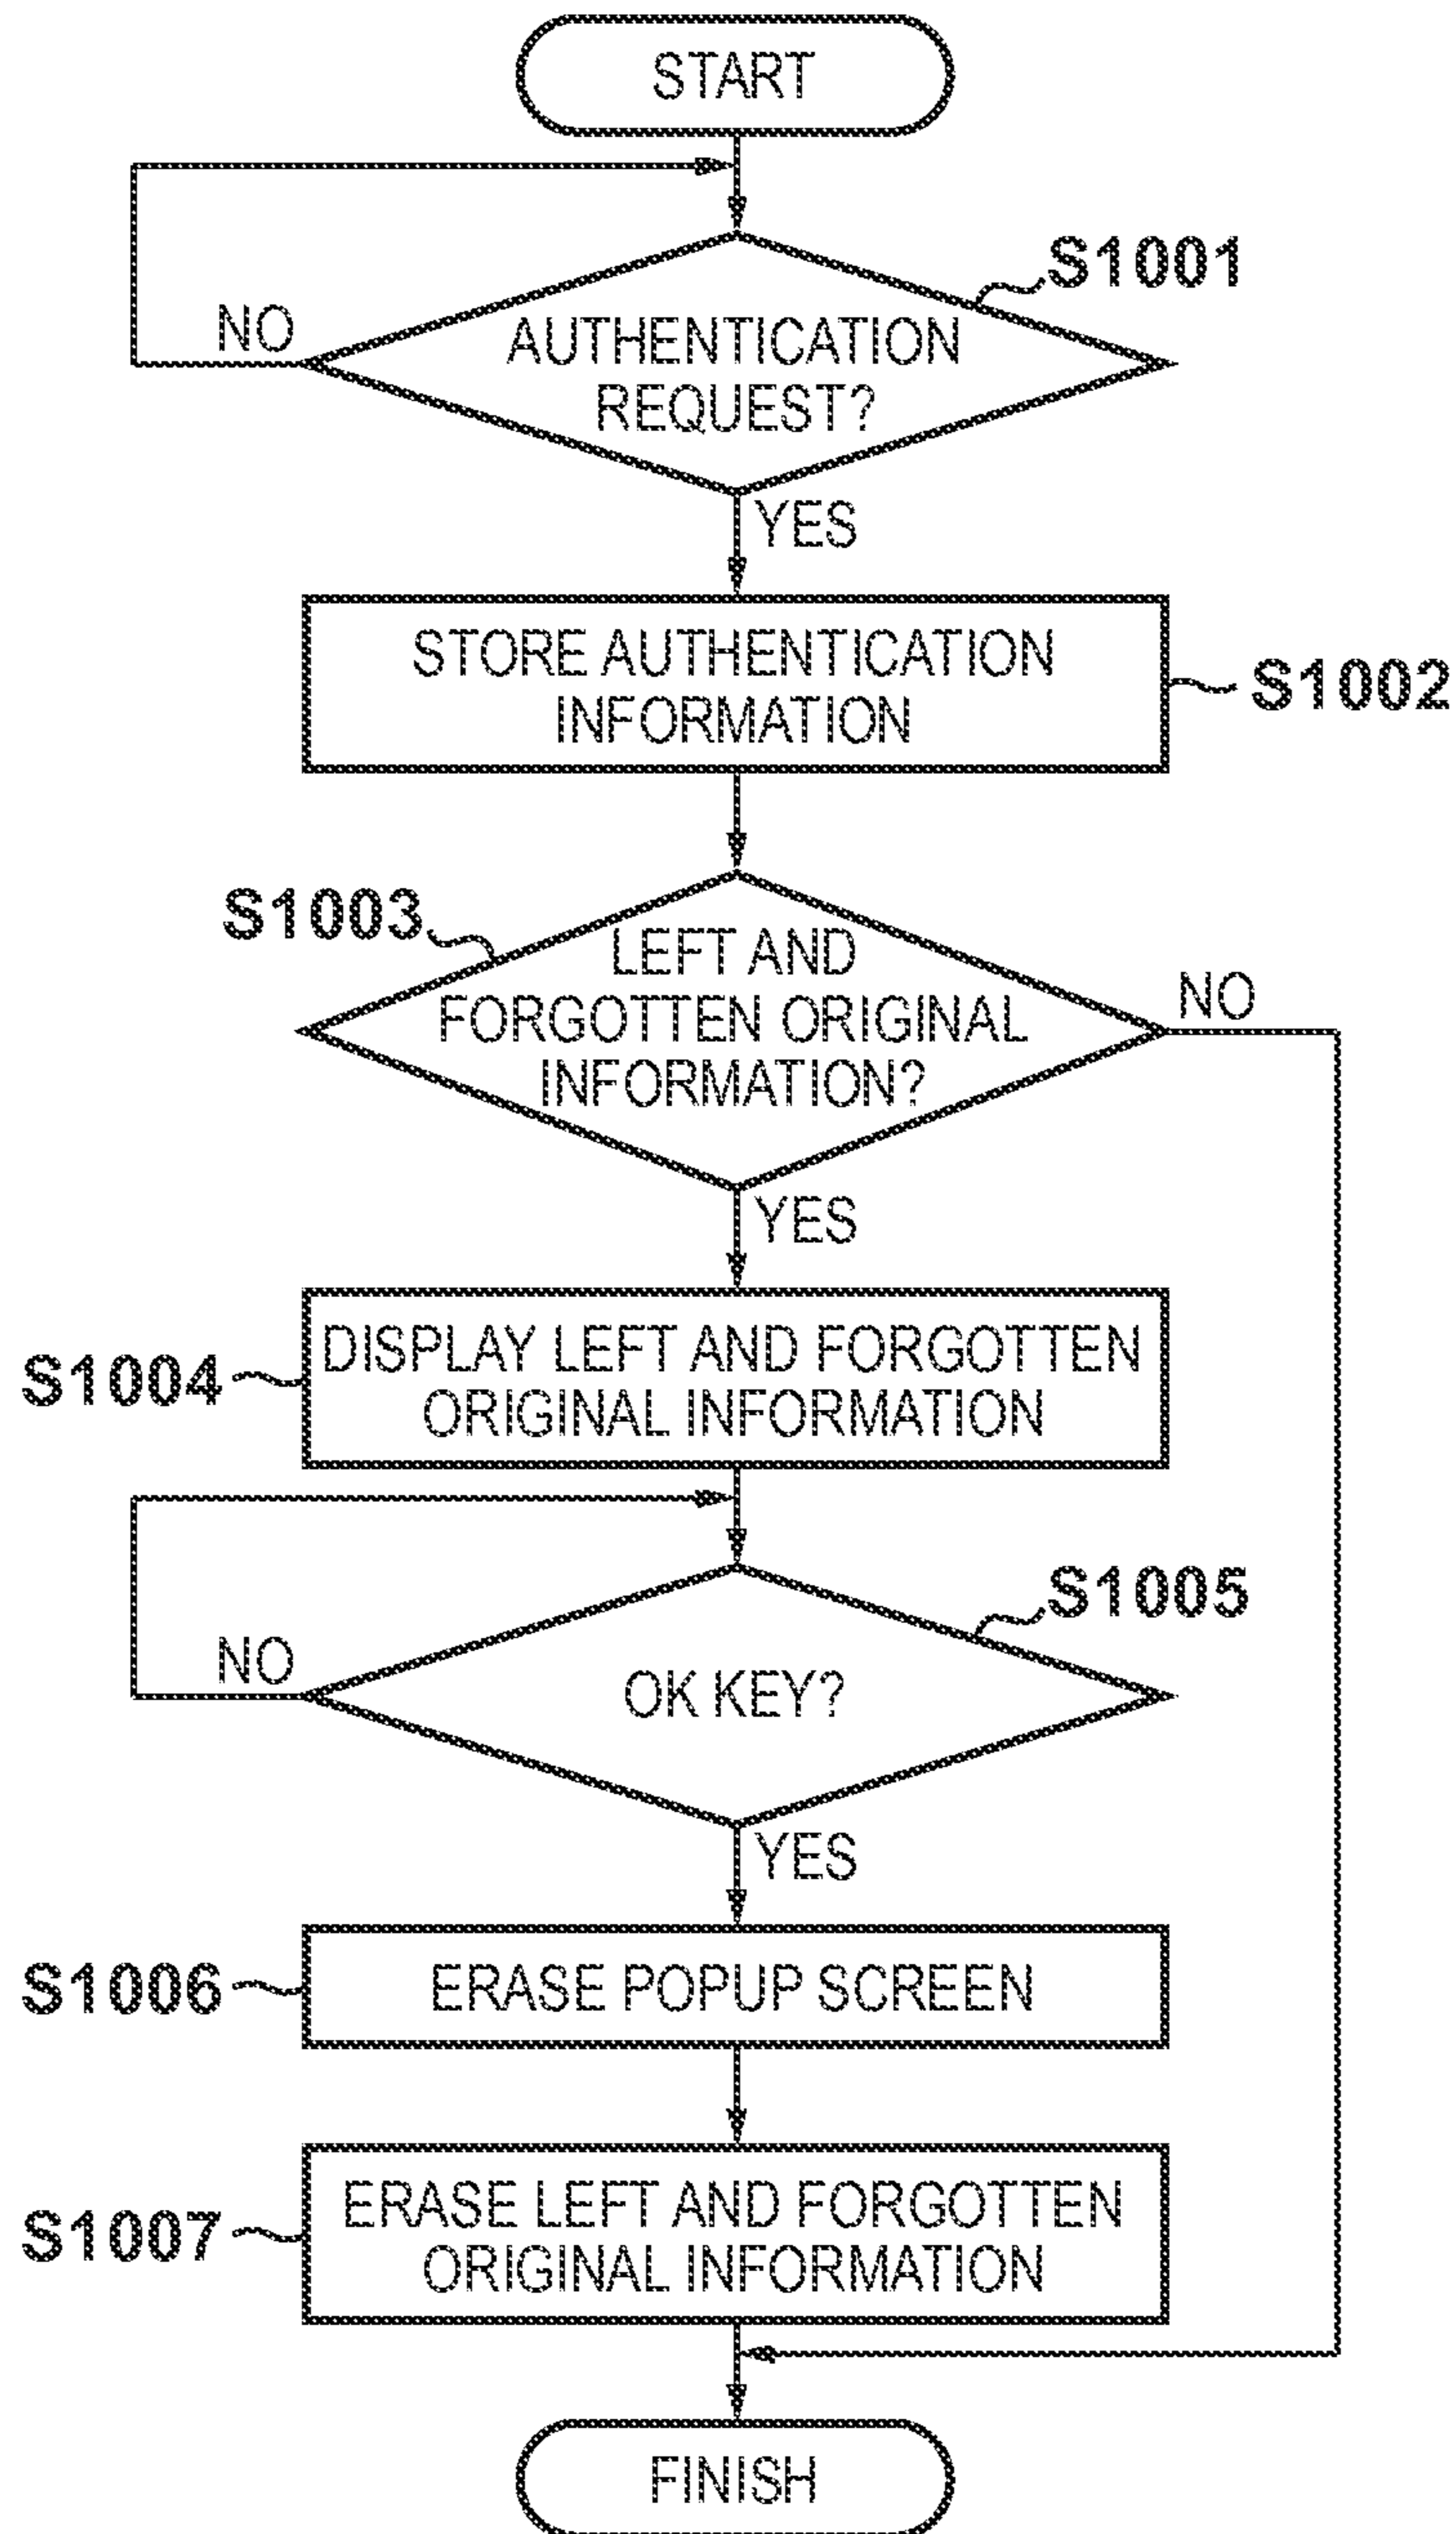 START
S1001
NO
AUTHENTICATION
REQUEST?
YES
STORE AUTHENTICATION
INFORMATION
S1002
S1003
LEFT AND
FORGOTTEN ORIGINAL
INFORMATION?
NO
YES
S1004
DISPLAY LEFT AND FORGOTTEN
ORIGINAL INFORMATION
S1005
NO
OK KEY?
YES
S1006
ERASE POPUP SCREEN
S1007
ERASE LEFT AND FORGOTTEN
ORIGINAL INFORMATION
FINISH